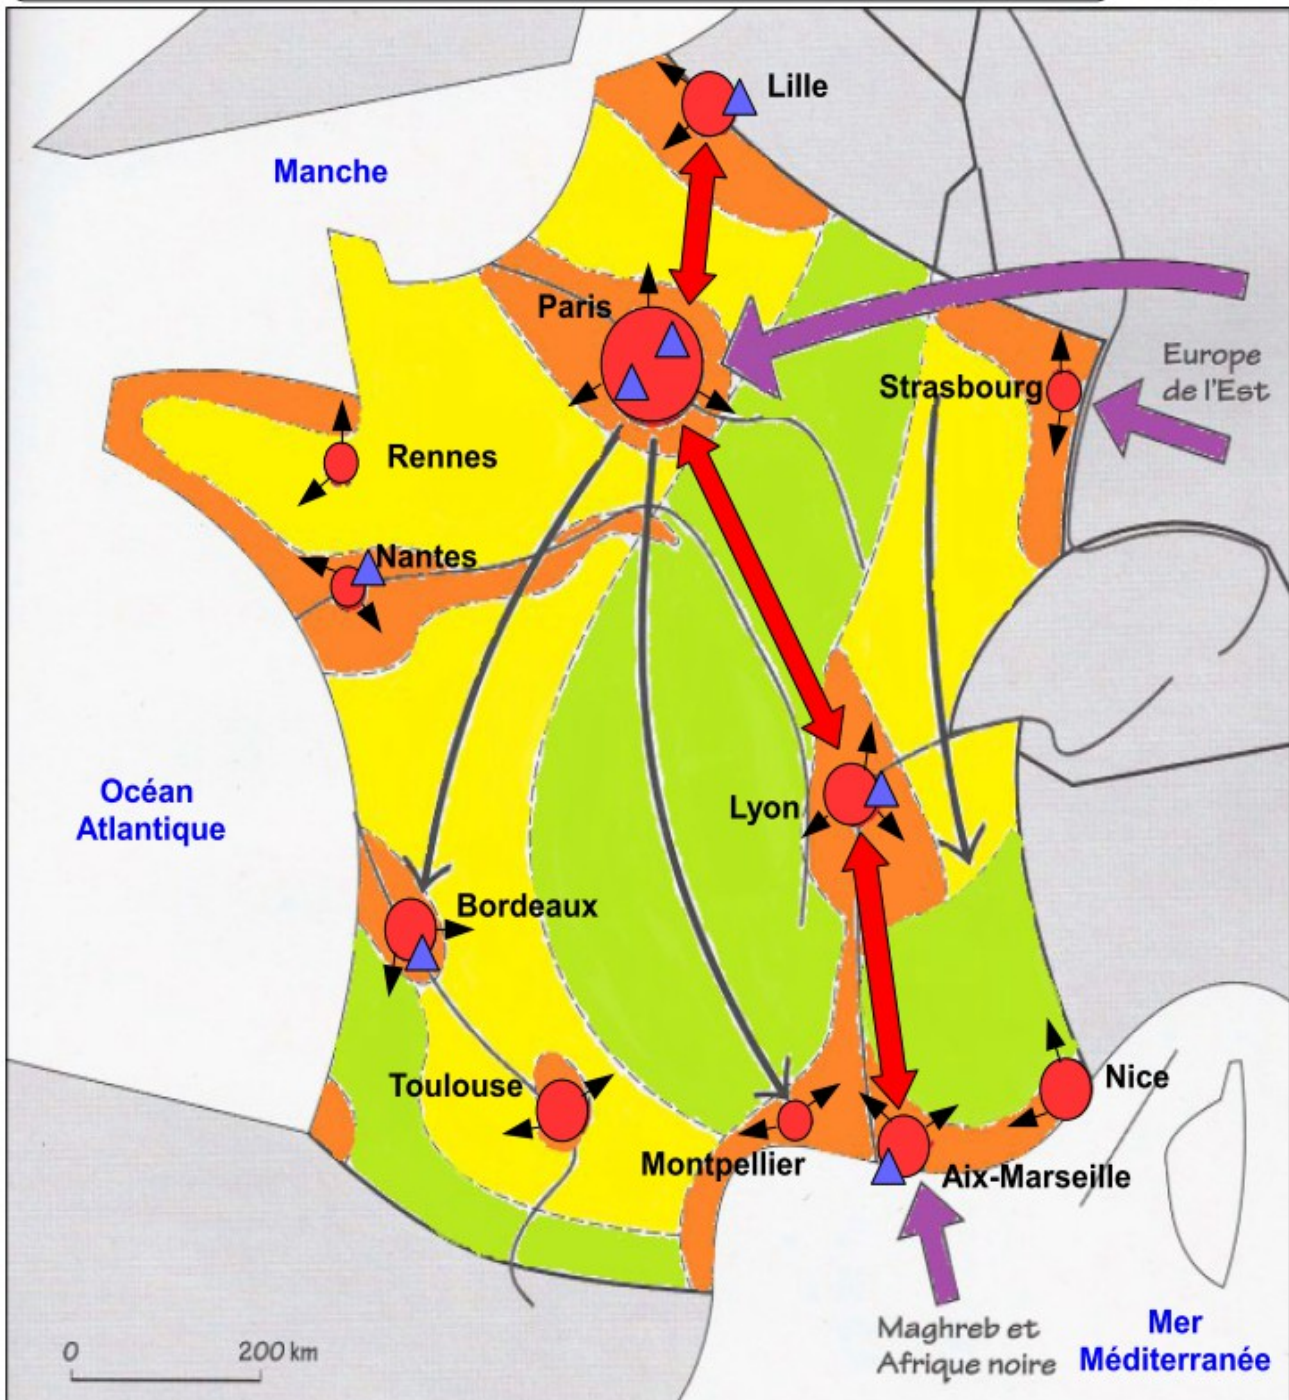 Lille
Manche
Paris
Europe
de l'Est
Strasbourg
Rennes
Nantes
Océan
Atlantique
Lyon
Bordeaux
Toulouse
Nice
Montpellier
Aix-Marseille
Maghreb et
Afrique noire
Mer
Méditerranée
0 200 km